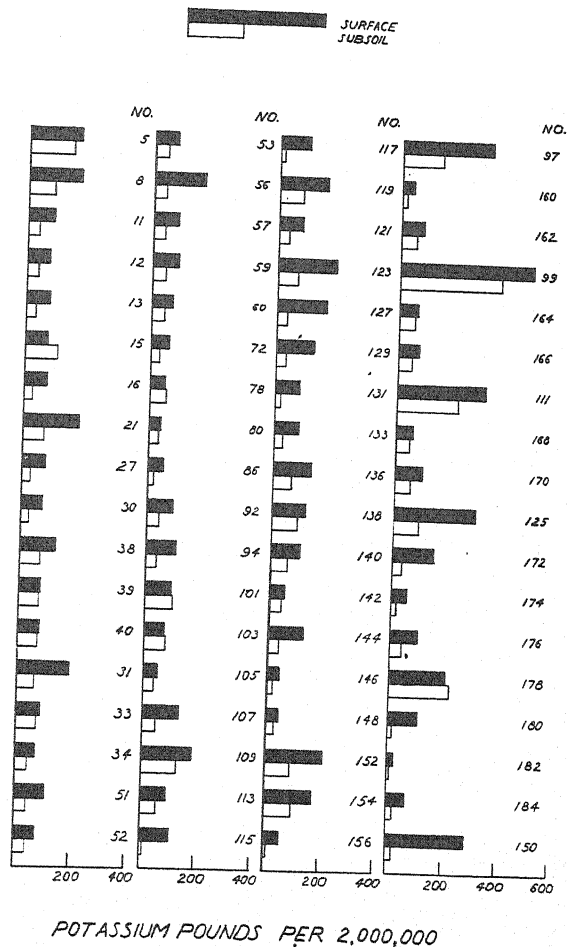 SURFACE
SUBSOIL
NO. NO. NO. NO.
5 53 117 97
8 56 119 160
11 57 121 162
12 59 123 99
13 60 127 164
15 72 129 166
16 78 131 111
21 80 133 168
27 86 136 170
30 92 138 125
38 94 140 172
39 101 142 174
40 103 144 176
31 105 146 178
33 107 148 180
34 109 152 182
51 113 154 184
52 115 156 150
200 400 200 400 200 400 200 400 600
POTASSIUM POUNDS PER 2,000,000